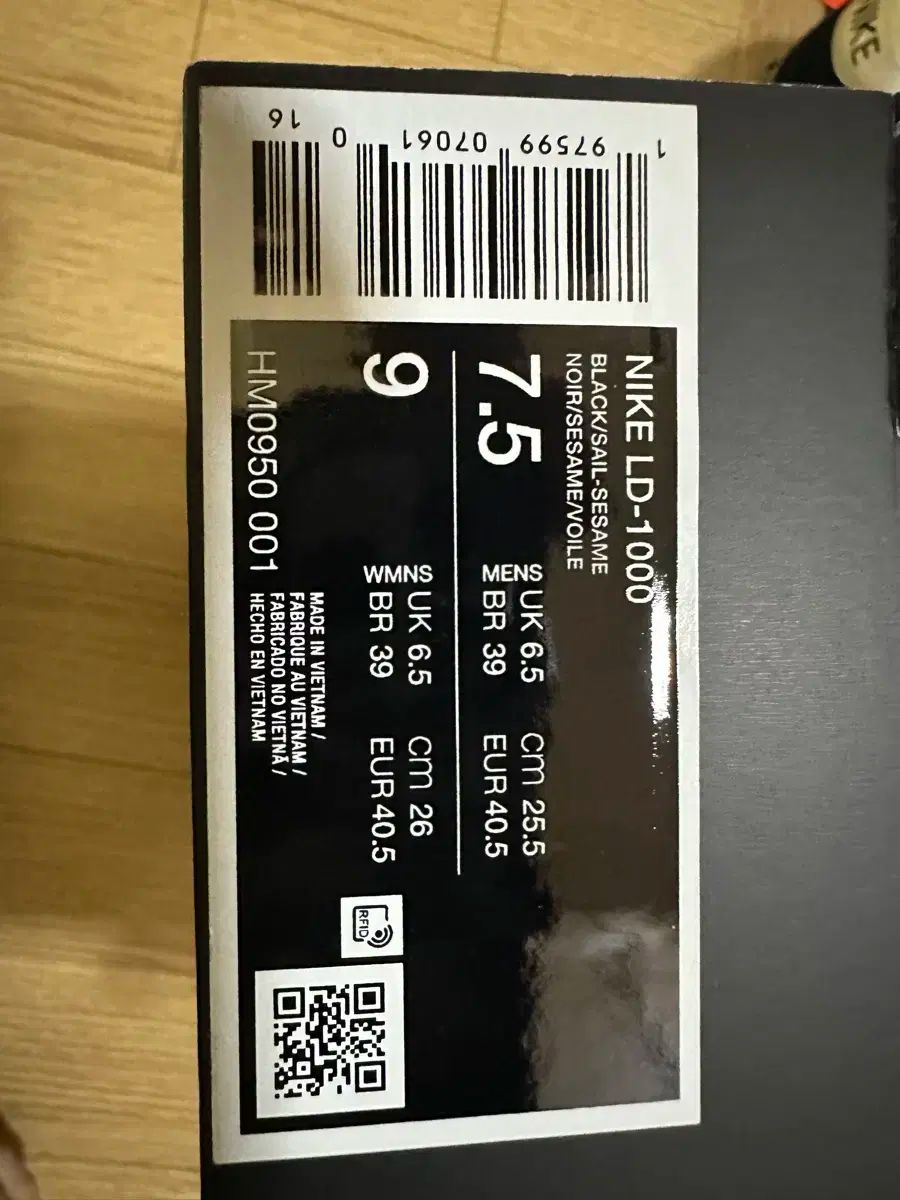 NIKE LD-1000
BLACK/SAIL-SESAME
NOIR/SESAME/VOILE
7.5
MENS
UK 6.5
cm 25.5
BR 39
EUR 40.5
9
WMNS
UK 6.5
cm 26
BR 39
EUR 40.5
HM0950 001
MADE IN VIETNAM /
FABRIQUE AU VIETNAM /
FABRICADO NO VIETNÃ /
HECHO EN VIETNAM
RFID
1 97599 07061 0 16
NIKE